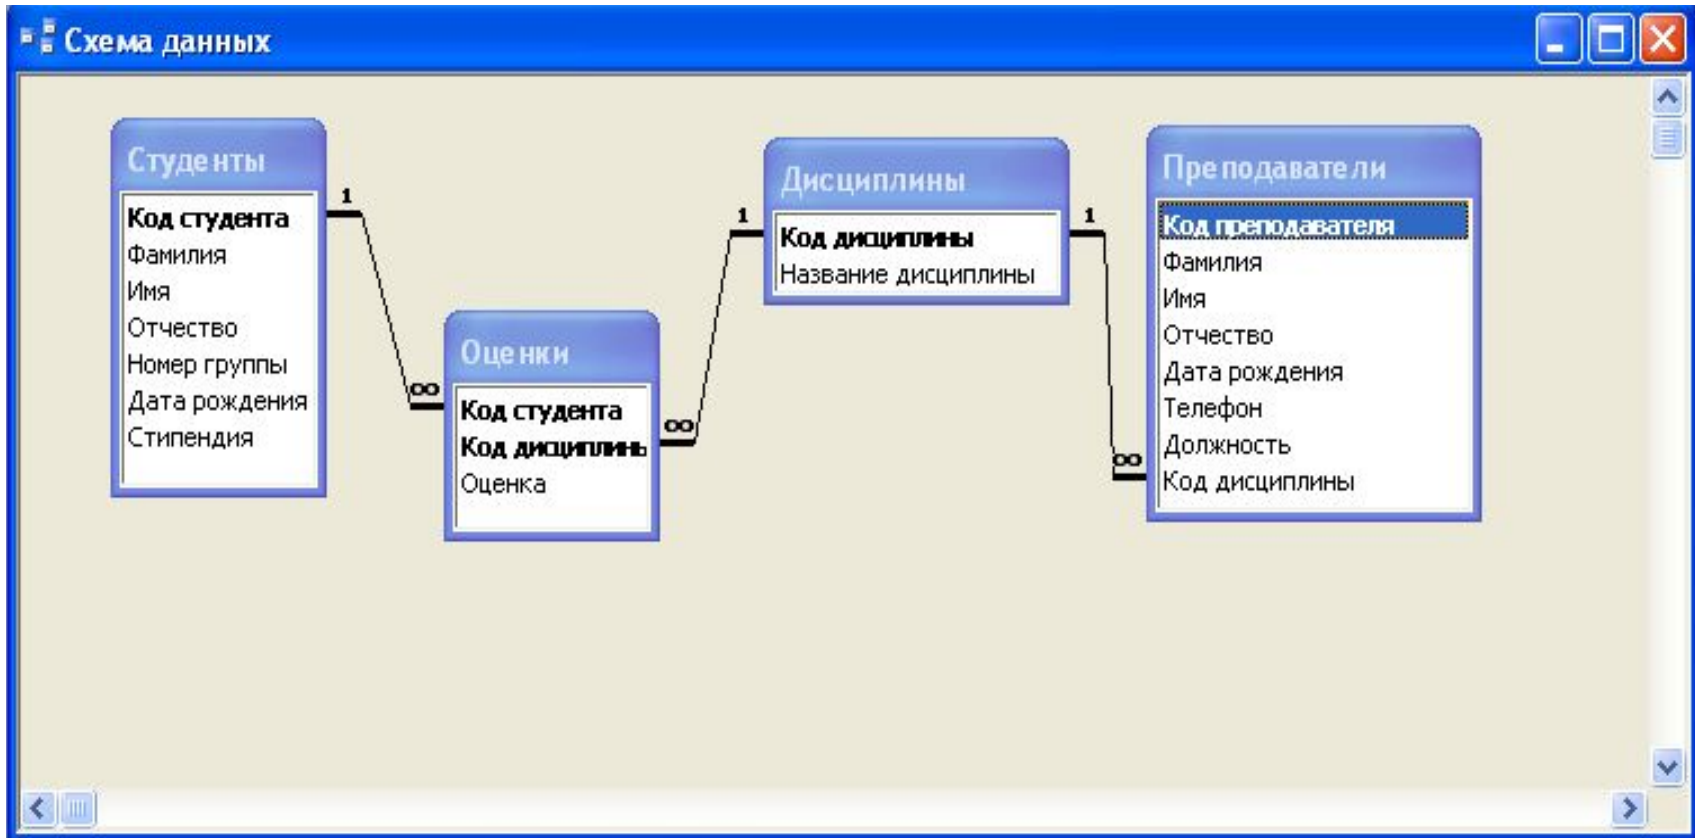 Схема данных
Студенты
Код студента
Фамилия
Имя
Отчество
Номер группы
Дата рождения
Стипендия
1
∞
Оценки
Код студента
Код дисциплины
Оценка
∞
1
Дисциплины
Код дисциплины
Название дисциплины
1
∞
Преподаватели
Код преподавателя
Фамилия
Имя
Отчество
Дата рождения
Телефон
Должность
Код дисциплины